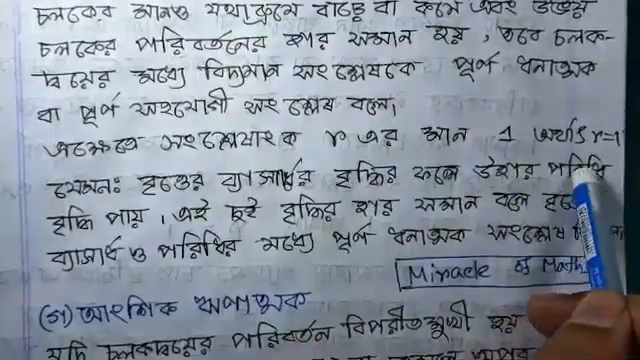 চলকের মানও যথাক্রমে বাড়ে বা কমে এবং উভয়
চলকের পরিবর্তনের হার সমান হয়, তবে চলক-
দ্বয়ের মধ্যে বিদ্যমান সংশ্লেষকে পূর্ণ ধনাত্মক
বা পূর্ণ সহযোগী সংশ্লেষ বলে,
এক্ষেত্রে সংশ্লেষাংক r এর মান 1 অর্থাৎ r=1
যেমনঃ বৃত্তের ব্যাসার্ধের বৃদ্ধির ফলে উহার পরিধি
বৃদ্ধি পায়। এই দুই বৃদ্ধির হার সমান বলে
ব্যাসার্ধ ও পরিধির মধ্যে পূর্ণ ধনাত্মক সংশ্লেষ
Miracle of Math
(গ) আংশিক ঋণাত্মক
যদি চলকদ্বয়ের পরিবর্তন বিপরীতমুখী হয়